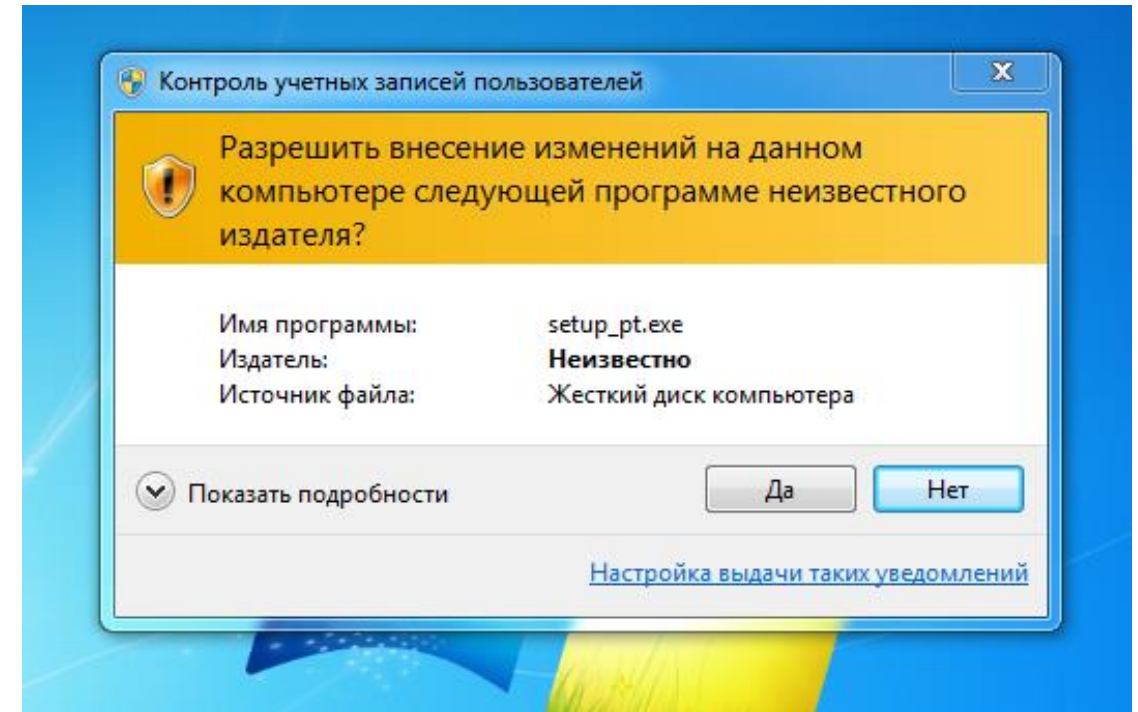 Контроль учетных записей пользователей
Разрешить внесение изменений на данном
компьютере следующей программе неизвестного
издателя?
Имя программы: setup_pt.exe
Издатель: Неизвестно
Источник файла: Жесткий диск компьютера
Показать подробности Да Нет
Настройка выдачи таких уведомлений